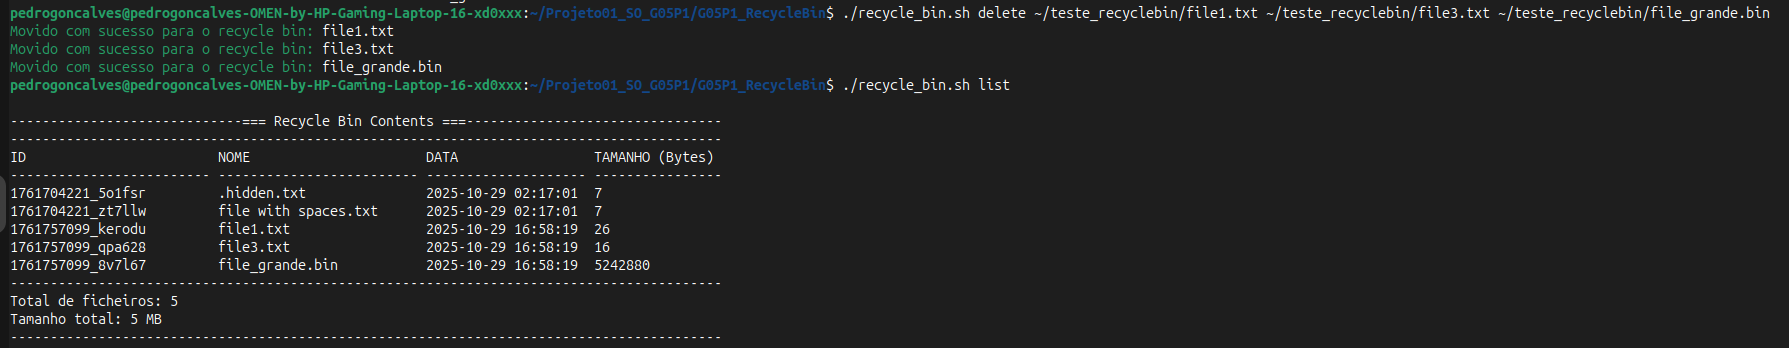 pedrogoncalves@pedrogoncalves-OMEN-by-HP-Gaming-Laptop-16-xd0xxx:~/Projeto01_SO_G05P1/G05P1_RecycleBin$ ./recycle_bin.sh delete ~/teste_recyclebin/file1.txt ~/teste_recyclebin/file3.txt ~/teste_recyclebin/file_grande.bin
Movido com sucesso para o recycle bin: file1.txt
Movido com sucesso para o recycle bin: file3.txt
Movido com sucesso para o recycle bin: file_grande.bin
pedrogoncalves@pedrogoncalves-OMEN-by-HP-Gaming-Laptop-16-xd0xxx:~/Projeto01_SO_G05P1/G05P1_RecycleBin$ ./recycle_bin.sh list
-----------------------------=== Recycle Bin Contents ===--------------------------------
-----------------------------------------------------------------------------------------
ID                        NOME                      DATA                 TAMANHO (Bytes)
------------------------- ------------------------- -------------------- ----------------
1761704221_5o1fsr         .hidden.txt               2025-10-29 02:17:01  7
1761704221_zt7llw         file with spaces.txt      2025-10-29 02:17:01  7
1761757099_kerodu         file1.txt                 2025-10-29 16:58:19  26
1761757099_qpa628         file3.txt                 2025-10-29 16:58:19  16
1761757099_8v7l67         file_grande.bin           2025-10-29 16:58:19  5242880
-----------------------------------------------------------------------------------------
Total de ficheiros: 5
Tamanho total: 5 MB
-----------------------------------------------------------------------------------------